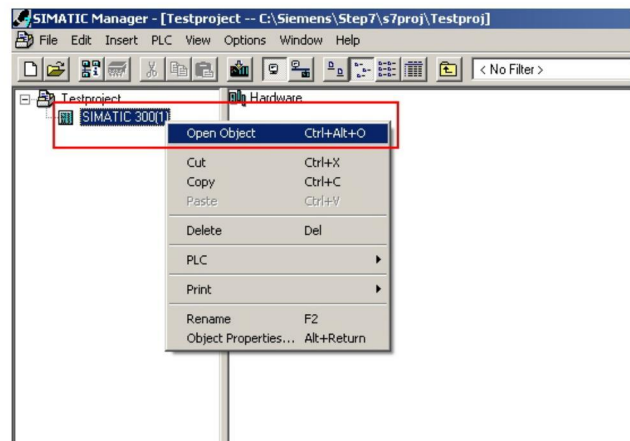 SIMATIC Manager - [Testproject -- C:\Siemens\Step7\s7proj\Testproj]
File Edit Insert PLC View Options Window Help
< No Filter >
Testproject
Hardware
SIMATIC 300(1)
Open Object Ctrl+Alt+O
Cut Ctrl+X
Copy Ctrl+C
Paste Ctrl+V
Delete Del
PLC
Print
Rename F2
Object Properties... Alt+Return